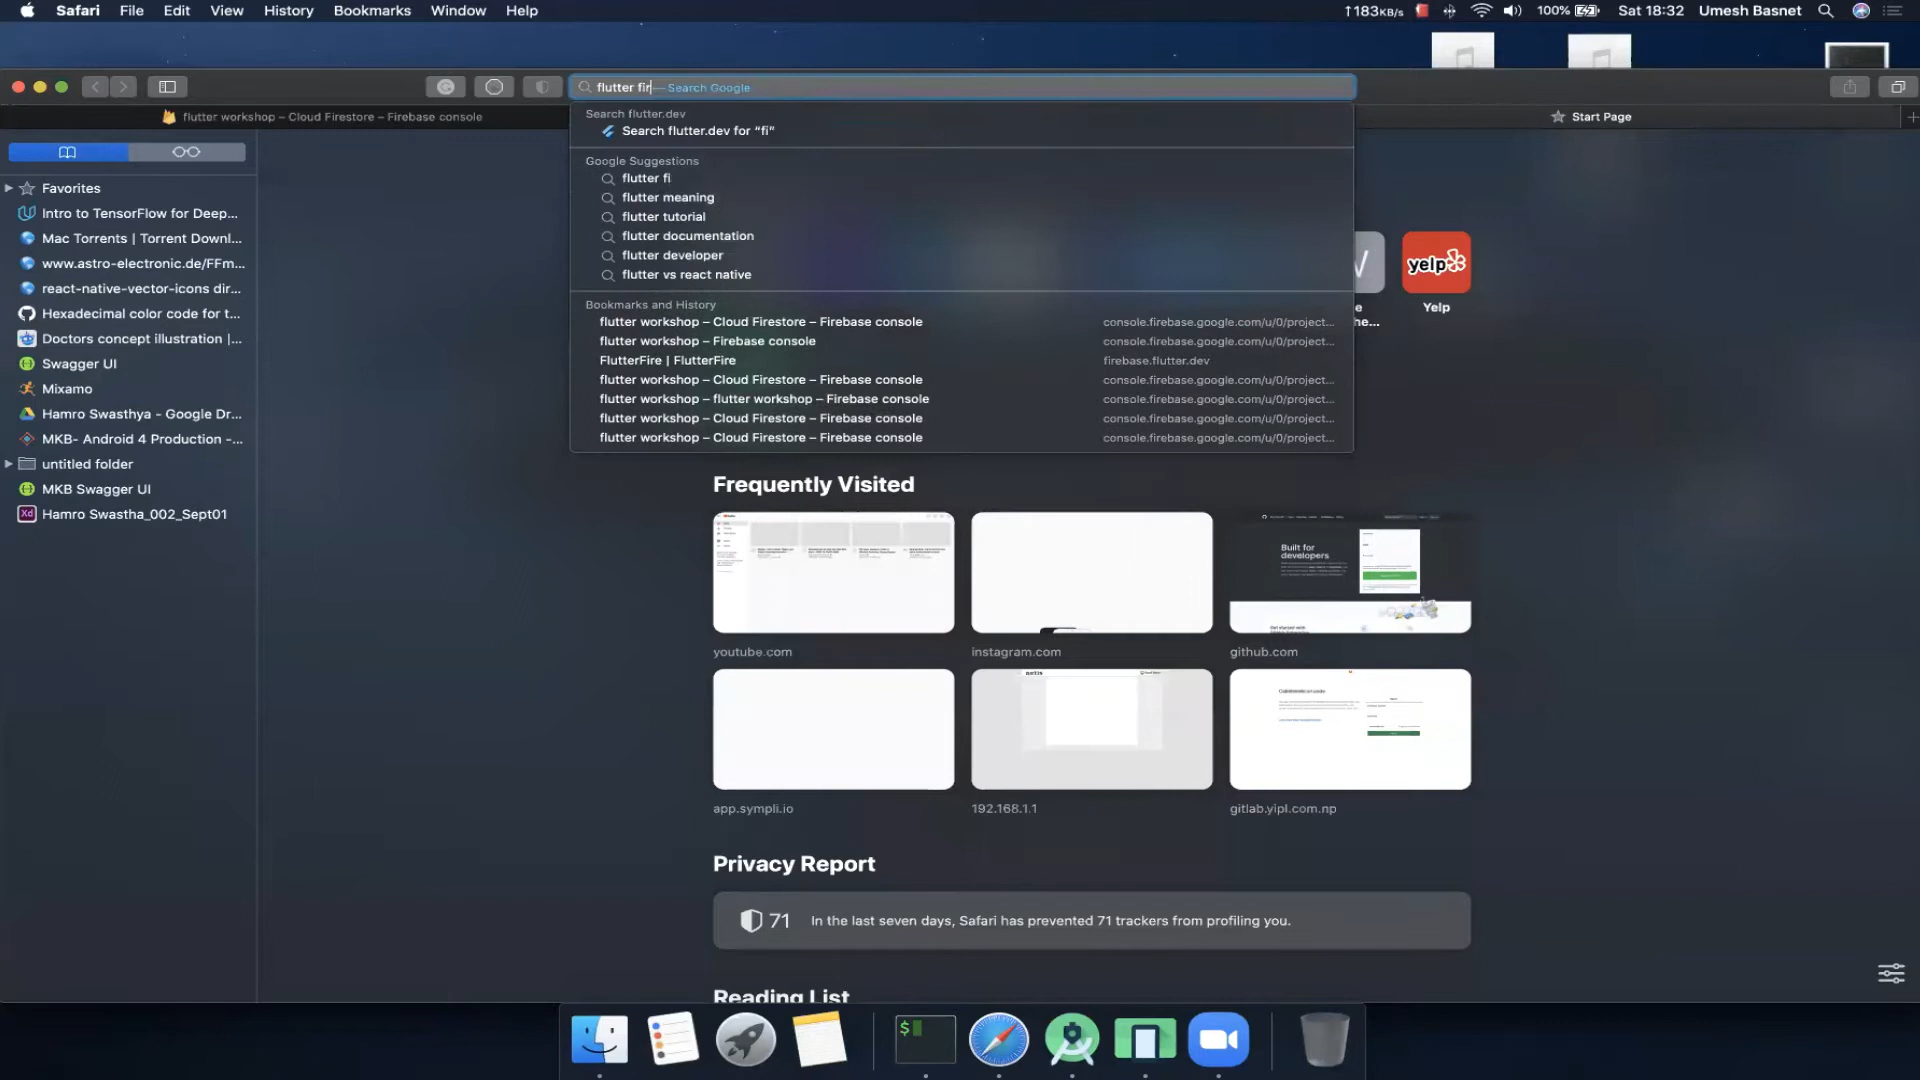 Safari File Edit View History Bookmarks Window Help
↑183KB/s 100% Sat 18:32 Umesh Basnet
flutter fir — Search Google
flutter workshop – Cloud Firestore – Firebase console
Start Page
Search flutter.dev
Search flutter.dev for “fi”
Google Suggestions
flutter fi
flutter meaning
flutter tutorial
flutter documentation
flutter developer
flutter vs react native
Bookmarks and History
flutter workshop – Cloud Firestore – Firebase console console.firebase.google.com/u/0/project...
flutter workshop – Firebase console console.firebase.google.com/u/0/project...
FlutterFire | FlutterFire firebase.flutter.dev
flutter workshop – Cloud Firestore – Firebase console console.firebase.google.com/u/0/project...
flutter workshop – flutter workshop – Firebase console console.firebase.google.com/u/0/project...
flutter workshop – Cloud Firestore – Firebase console console.firebase.google.com/u/0/project...
flutter workshop – Cloud Firestore – Firebase console console.firebase.google.com/u/0/project...
Favorites
Intro to TensorFlow for Deep...
Mac Torrents | Torrent Downl...
www.astro-electronic.de/FFm...
react-native-vector-icons dir...
Hexadecimal color code for t...
Doctors concept illustration |...
Swagger UI
Mixamo
Hamro Swasthya - Google Dr...
MKB- Android 4 Production -...
untitled folder
MKB Swagger UI
Xd Hamro Swastha_002_Sept01
yelp
Yelp
Frequently Visited
Built for
developers
youtube.com
instagram.com
github.com
app.sympli.io
192.168.1.1
gitlab.yipl.com.np
Privacy Report
71 In the last seven days, Safari has prevented 71 trackers from profiling you.
Reading List
$